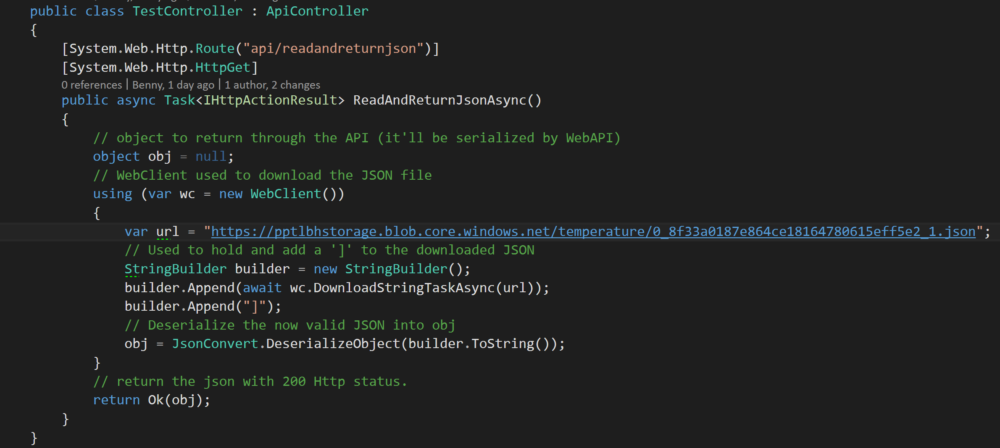 public class TestController : ApiController
{
[System.Web.Http.Route("api/readandreturnjson")]
[System.Web.Http.HttpGet]
0 references | Benny, 1 day ago | 1 author, 2 changes
public async Task<IHttpActionResult> ReadAndReturnJsonAsync()
{
// object to return through the API (it'll be serialized by WebAPI)
object obj = null;
// WebClient used to download the JSON file
using (var wc = new WebClient())
{
var url = "https://pptlbhstorage.blob.core.windows.net/temperature/0_8f33a0187e864ce18164780615eff5e2_1.json";
// Used to hold and add a ']' to the downloaded JSON
StringBuilder builder = new StringBuilder();
builder.Append(await wc.DownloadStringTaskAsync(url));
builder.Append("]");
// Deserialize the now valid JSON into obj
obj = JsonConvert.DeserializeObject(builder.ToString());
}
// return the json with 200 Http status.
return Ok(obj);
}
}